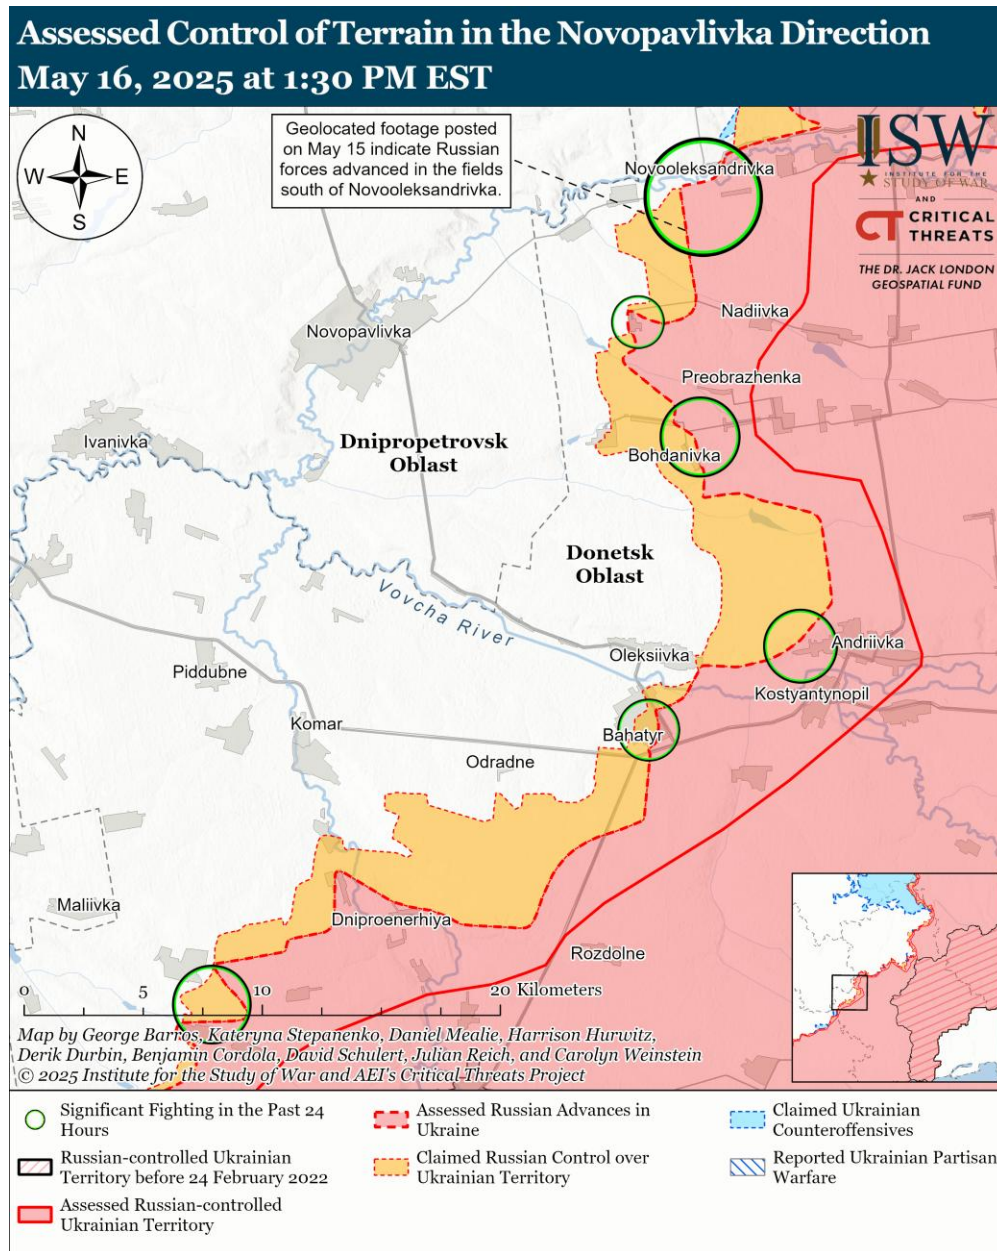 Assessed Control of Terrain in the Novopavlivka Direction
May 16, 2025 at 1:30 PM EST
N
W
E
S
Geolocated footage posted
on May 15 indicate Russian
forces advanced in the fields
south of Novooleksandrivka.
ISW
INSTITUTE FOR THE
STUDY OF WAR
AND
CT CRITICAL
THREATS
THE DR. JACK LONDON
GEOSPATIAL FUND
Novooleksandrivka
Nadiivka
Novopavlivka
Preobrazhenka
Ivanivka
Dnipropetrovsk
Oblast
Bohdanivka
Donetsk
Oblast
Vovcha River
Oleksiivka
Andriivka
Piddubne
Kostyantynopil
Komar
Bahatyr
Odradne
Maliivka
Dniproenerhiya
Rozdolne
0 5 10 20 Kilometers
Map by George Barros, Kateryna Stepanenko, Daniel Mealie, Harrison Hurwitz,
Derik Durbin, Benjamin Cordola, David Schulert, Julian Reich, and Carolyn Weinstein
© 2025 Institute for the Study of War and AEI's Critical Threats Project
Significant Fighting in the Past 24
Hours
Russian-controlled Ukrainian
Territory before 24 February 2022
Assessed Russian-controlled
Ukrainian Territory
Assessed Russian Advances in
Ukraine
Claimed Russian Control over
Ukrainian Territory
Claimed Ukrainian
Counteroffensives
Reported Ukrainian Partisan
Warfare